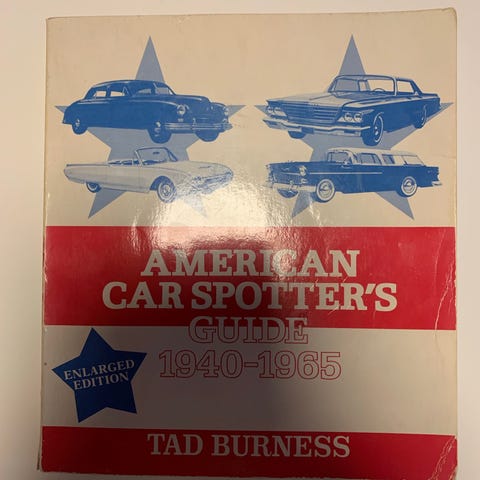 AMERICAN
CAR SPOTTER'S
GUIDE
1940-1965
ENLARGED
EDITION
TAD BURNESS